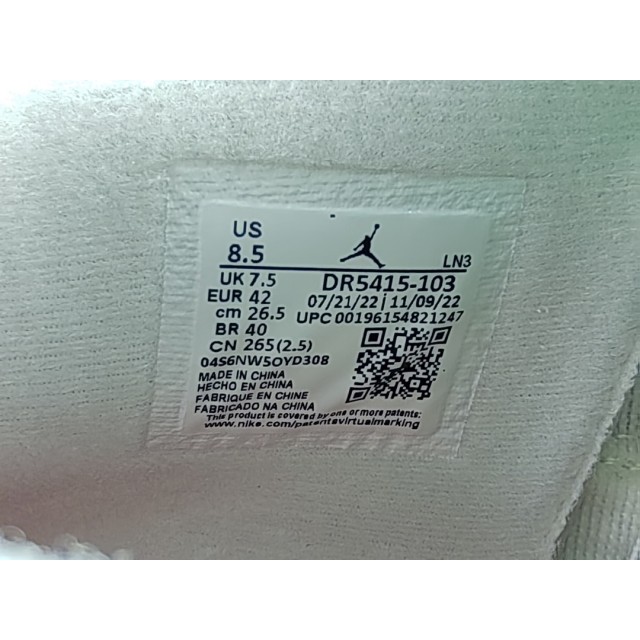 US
8.5
LN3
UK 7.5
DR5415-103
EUR 42
07/21/22 | 11/09/22
cm 26.5
UPC 00196154821247
BR 40
CN 265 (2.5)
04S6NW5OYD308
MADE IN CHINA
HECHO EN CHINA
FABRIQUE EN CHINE
FABRICADO NA CHINA
This product is covered by one or more patents:
www.nike.com/patentsvirtualmarking